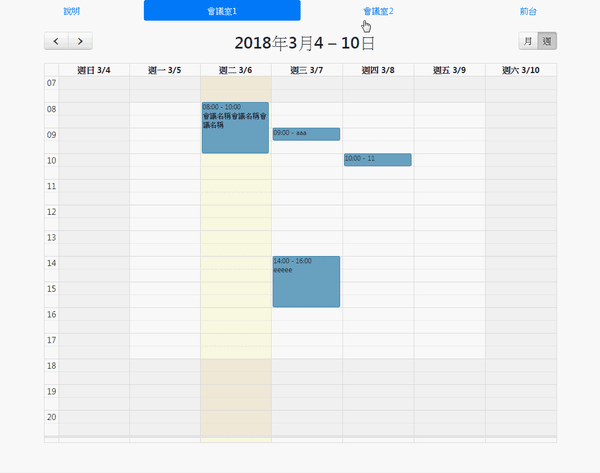 說明 會議室1 會議室2 前台
2018年3月4 – 10日
月 週
週日 3/4 週一 3/5 週二 3/6 週三 3/7 週四 3/8 週五 3/9 週六 3/10
07
08
08:00 - 10:00
會議名稱會議名稱會
議名稱
09
09:00 - aaa
10
10:00 - 11
11
12
13
14
14:00 - 16:00
eeeee
15
16
17
18
19
20